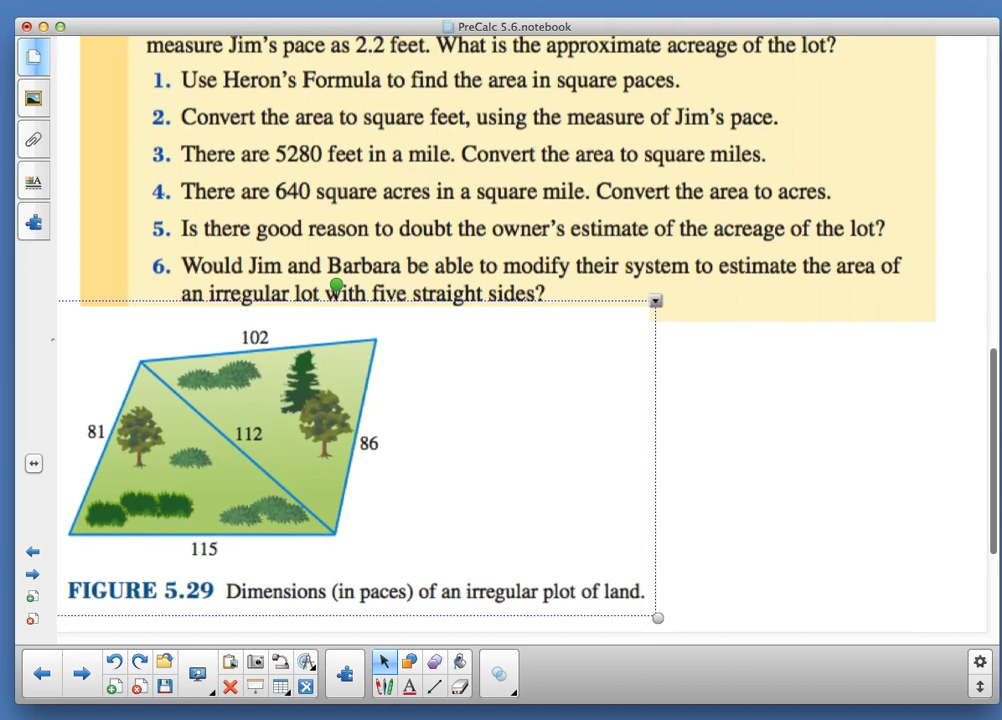 PreCalc 5.6.notebook
measure Jim's pace as 2.2 feet. What is the approximate acreage of the lot?
1. Use Heron's Formula to find the area in square paces.
2. Convert the area to square feet, using the measure of Jim's pace.
3. There are 5280 feet in a mile. Convert the area to square miles.
4. There are 640 square acres in a square mile. Convert the area to acres.
5. Is there good reason to doubt the owner's estimate of the acreage of the lot?
6. Would Jim and Barbara be able to modify their system to estimate the area of
an irregular lot with five straight sides?
102
81
112
86
115
FIGURE 5.29 Dimensions (in paces) of an irregular plot of land.